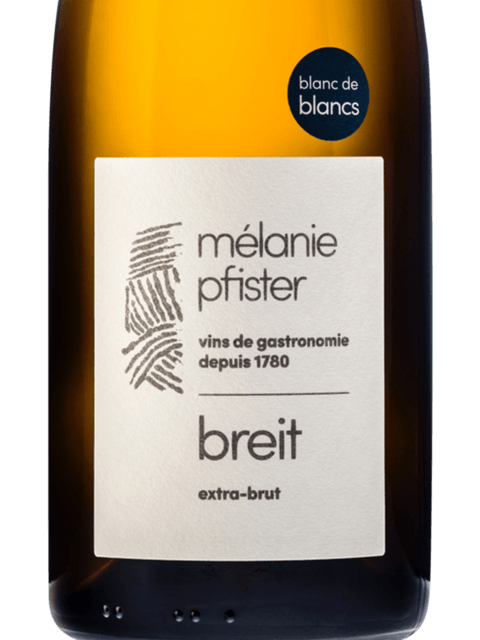 blanc de
blancs
mélanie
pfister
vins de gastronomie
depuis 1780
breit
extra-brut